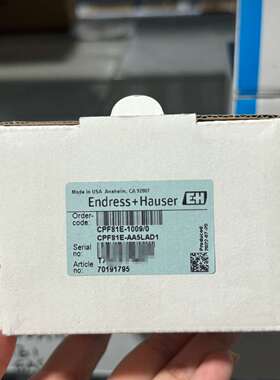 Made in USA Anaheim, CA 92807
Endress+Hauser EH
Order-
code: CPF81E-1009/0
CPF81E-AA5LAD1
Serial
no:
Article
no: 70191795
Produced